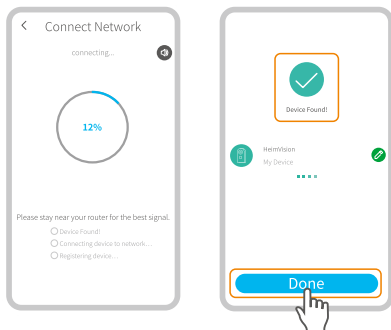 Connect Network
connecting...
12%
Please stay near your router for the best signal.
Device Found!
Connecting device to network...
Registering device...
Device Found!
HeimVision
My Device
Done